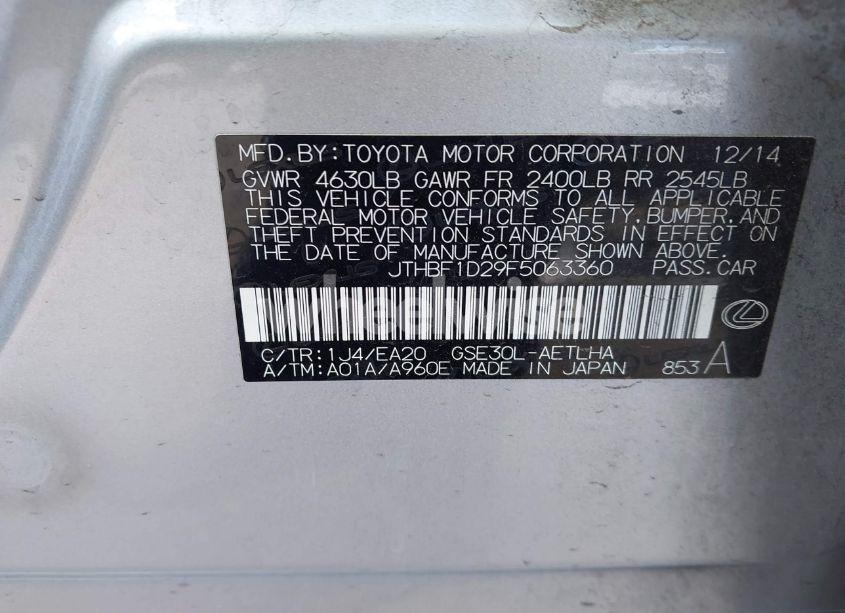 MFD.BY:TOYOTA MOTOR CORPORATION 12/14
GVWR 4630LB GAWR FR 2400LB RR 2545LB
THIS VEHICLE CONFORMS TO ALL APPLICABLE
FEDERAL MOTOR VEHICLE SAFETY,BUMPER,AND
THEFT PREVENTION STANDARDS IN EFFECT ON
THE DATE OF MANUFACTURE SHOWN ABOVE.
JTHBF1D29F5063360 PASS.CAR
wheelwise
C/TR:1J4/EA20 GSE30L-AETLHA
A/TM:A01A/A960E MADE IN JAPAN 853 A